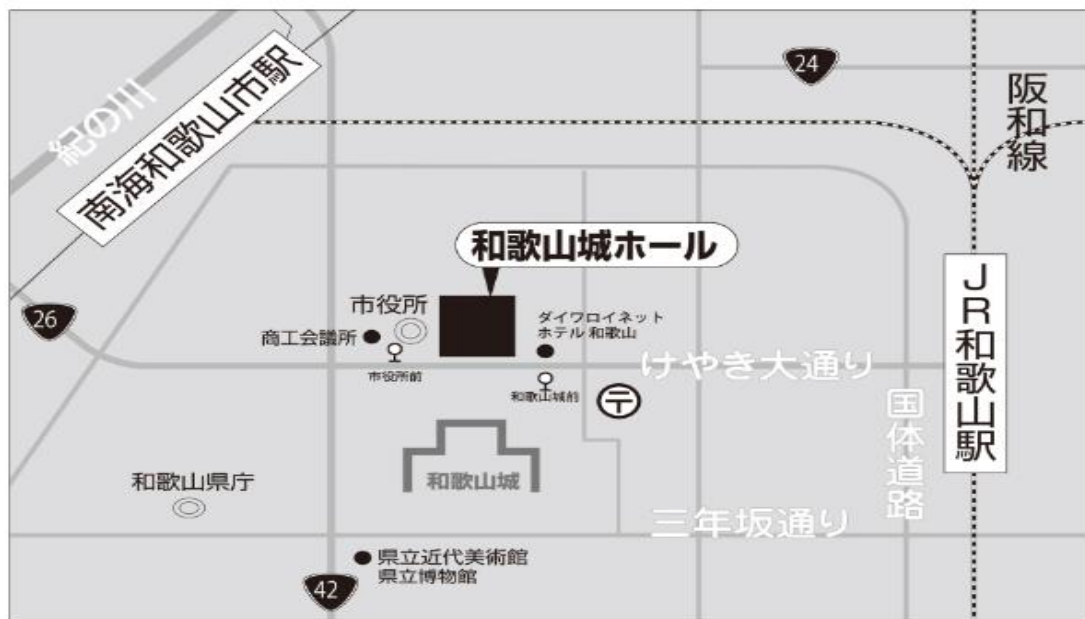 24
阪和線
紀の川
南海和歌山市駅
和歌山城ホール
26
市役所
商工会議所
市役所前
ダイワロイネット
ホテル 和歌山
和歌山城前
〒
けやき大通り
JR和歌山駅
国体道路
和歌山城
和歌山県庁
三年坂通り
県立近代美術館
県立博物館
42